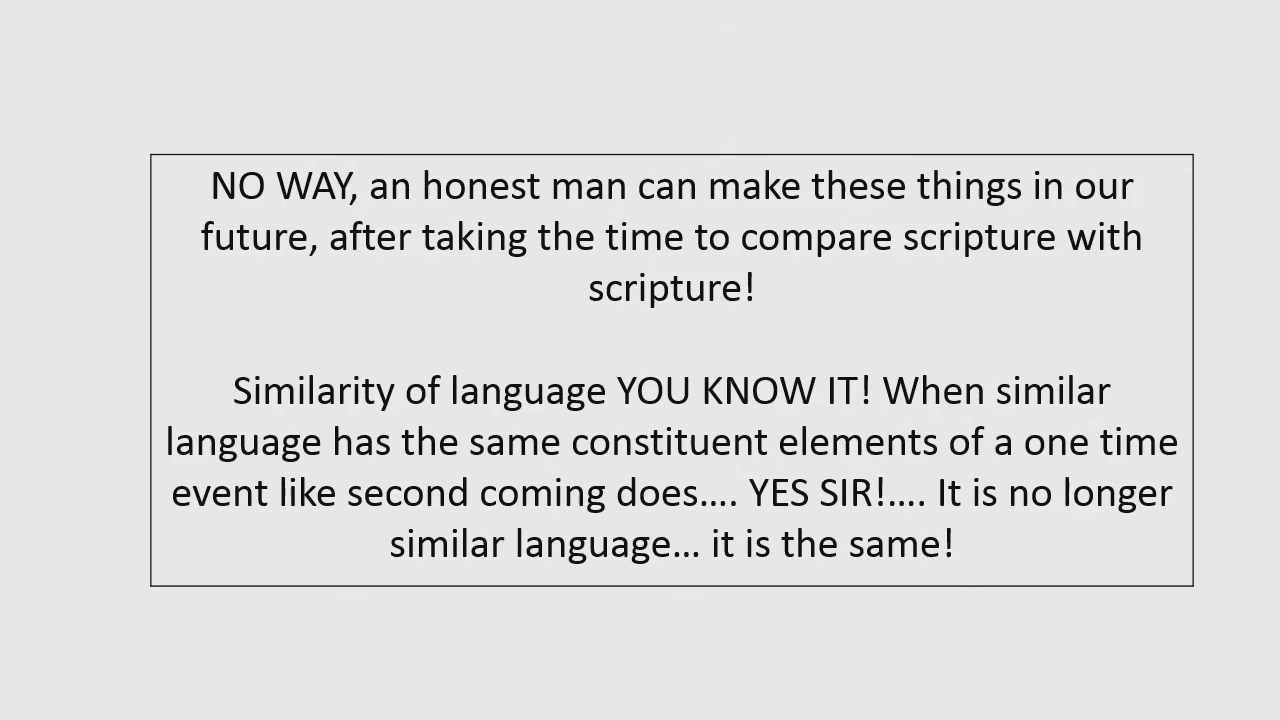 NO WAY, an honest man can make these things in our
future, after taking the time to compare scripture with
scripture!
Similarity of language YOU KNOW IT! When similar
language has the same constituent elements of a one time
event like second coming does.... YES SIR!.... It is no longer
similar language... it is the same!